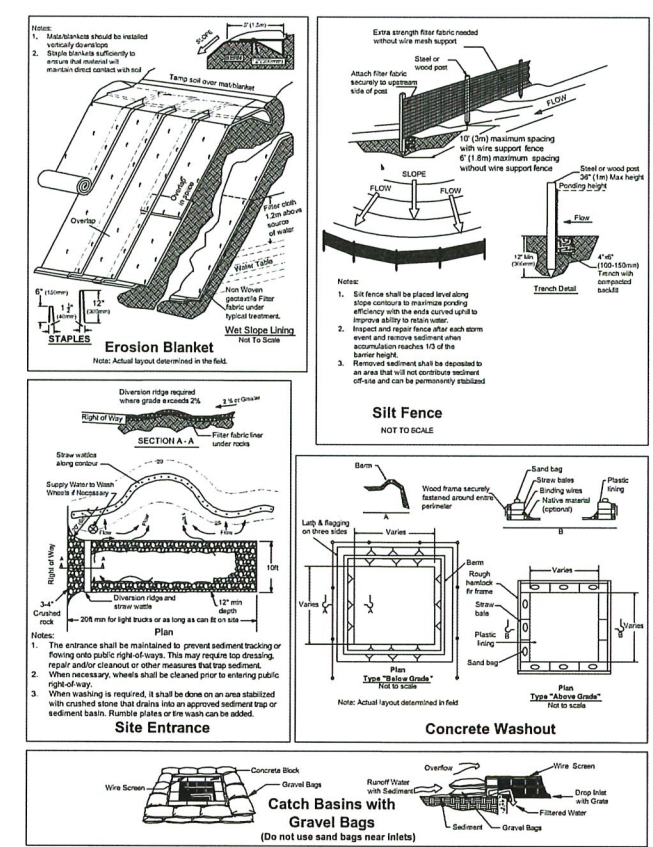 Notes:
1. Mats/blankets should be installed
vertically downslope
2. Staple blankets sufficiently to
ensure that material will
maintain direct contact with soil
SLOPE
5' (1.5m)
BERM
Tamp soil over mat/blanket
Overlap
Overlap
Filter cloth
1.2m above
source
of water
Water Table
Non Woven
geotextile Filter
fabric under
typical treatment.
Wet Slope Lining
Not To Scale
6" (150mm)
(40mm)
12"
(300mm)
STAPLES
Erosion Blanket
Note: Actual layout determined in the field.
Extra strength filter fabric needed
without wire mesh support
Steel or
wood post
Attach filter fabric
securely to upstream
side of post
FLOW
10' (3m) maximum spacing
with wire support fence
6' (1.8m) maximum spacing
without wire support fence
SLOPE
FLOW
FLOW
Steel or wood post
36" (1m) Max height
Ponding height
Flow
12" Min
(300mm)
4"x6"
(100-150mm)
Trench with
compacted
backfill
Trench Detail
Notes:
1. Silt fence shall be placed level along
slope contours to maximize ponding
efficiency with the ends curved uphill to
improve ability to retain water.
2. Inspect and repair fence after each storm
event and remove sediment when
accumulation reaches 1/3 of the
barrier height.
3. Removed sediment shall be deposited to
an area that will not contribute sediment
off-site and can be permanently stabilized
Silt Fence
NOT TO SCALE
Diversion ridge required
where grade exceeds 2%
2 % or Greater
Right of Way
SECTION A - A
Filter fabric liner
under rocks
Straw wattles
along contour
Supply Water to Wash
Wheels if Necessary
Flow
Flow
Right of Way
A
A
10ft
3-4"
Crushed
rock
Diversion ridge and
straw wattle
12" min
depth
20ft min for light trucks or as long as can fit on site
Plan
Notes:
1. The entrance shall be maintained to prevent sediment tracking or
flowing onto public right-of-ways. This may require top dressing,
repair and/or cleanout or other measures that trap sediment.
2. When necessary, wheels shall be cleaned prior to entering public
right-of-way.
3. When washing is required, it shall be done on an area stabilized
with crushed stone that drains into an approved sediment trap or
sediment basin. Rumble plates or tire wash can be added.
Site Entrance
Berm
A
Wood frame securely
fastened around entire
perimeter
Sand bag
Straw bales
Binding wires
Native material
(optional)
Plastic
lining
B
Lath & flagging
on three sides
Varies
Berm
Varies
A
A
Plan
Type "Below Grade"
Not to scale
Note: Actual layout determined in field
Varies
Rough
hemlock
fir frame
Straw
bale
Plastic
lining
Sand bag
B
B
Varies
Plan
Type "Above Grade"
Not to scale
Concrete Washout
Concrete Block
Wire Screen
Gravel Bags
Catch Basins with
Gravel Bags
(Do not use sand bags near inlets)
Overflow
Runoff Water
with Sediment
Wire Screen
Drop Inlet
with Grate
Filltered Water
Sediment
Gravel Bags